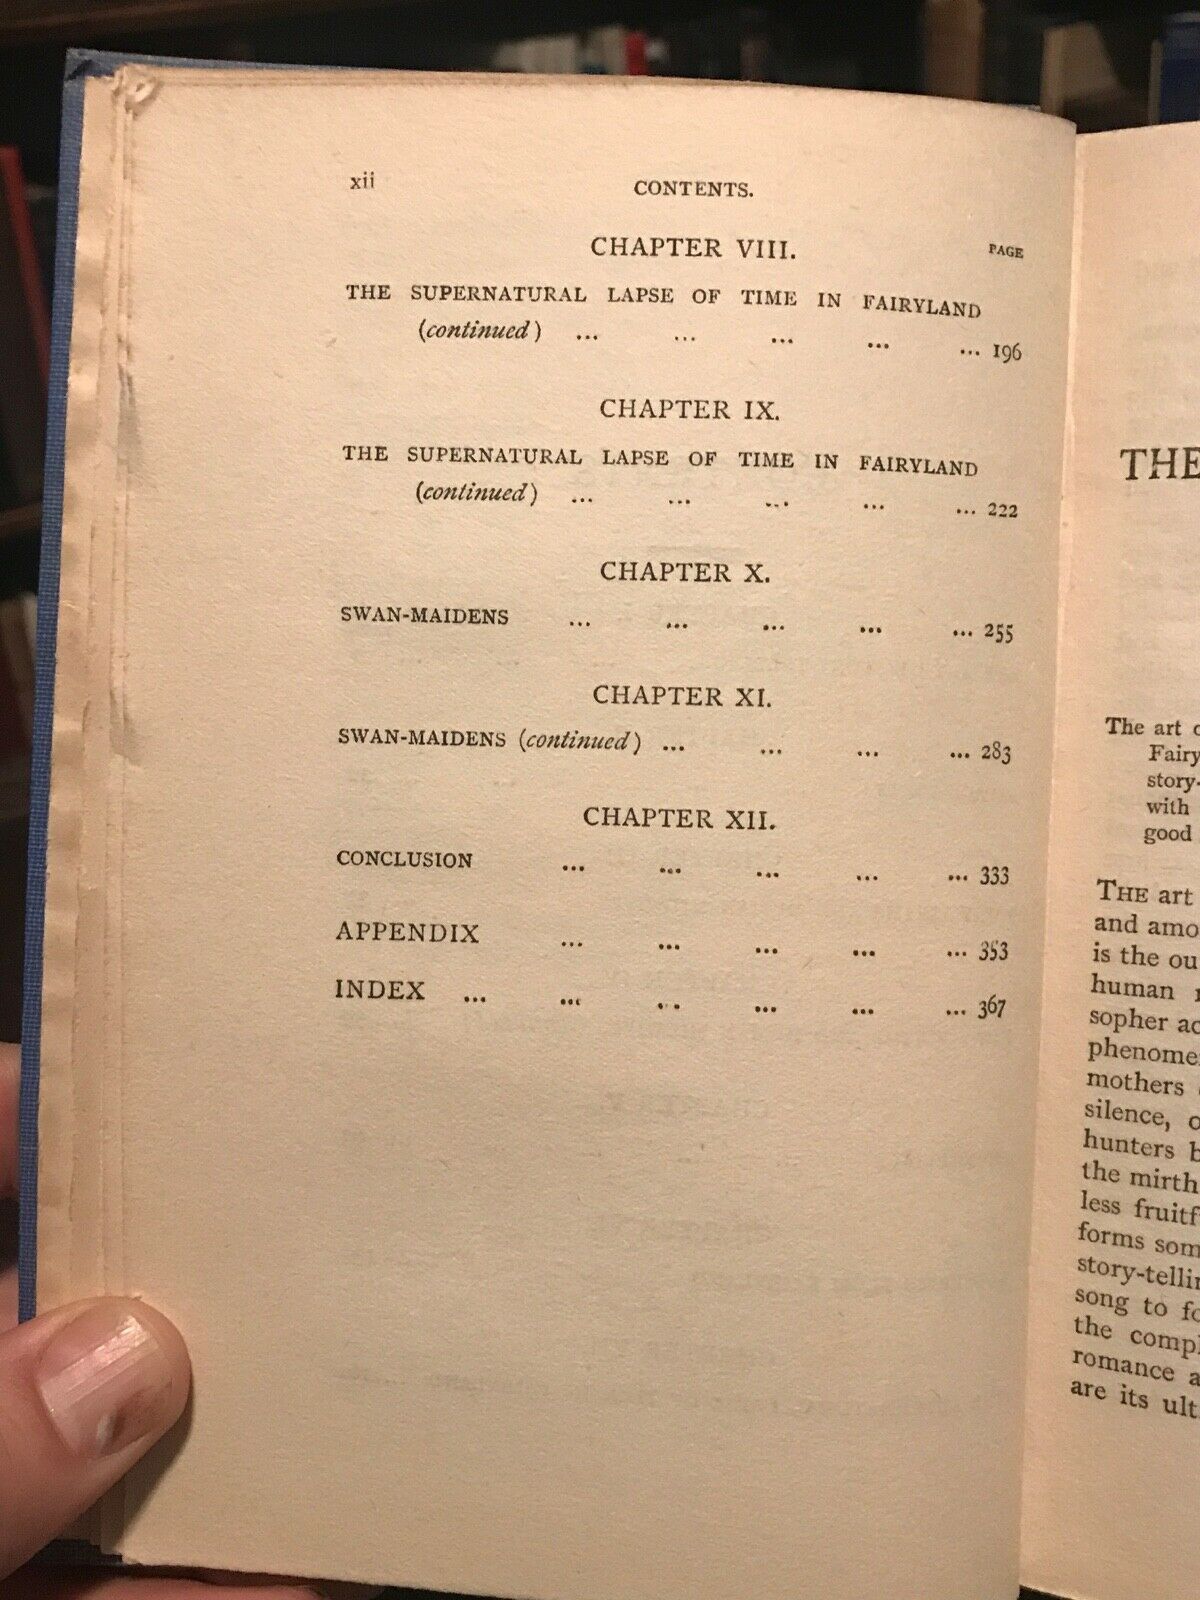 xii CONTENTS.
CHAPTER VIII. PAGE
THE SUPERNATURAL LAPSE OF TIME IN FAIRYLAND
(continued) ... ... ... ... ... 196
CHAPTER IX.
THE SUPERNATURAL LAPSE OF TIME IN FAIRYLAND
(continued) ... ... ... ... ... 222
CHAPTER X.
SWAN-MAIDENS ... ... ... ... ... 255
CHAPTER XI.
SWAN-MAIDENS (continued) ... ... ... ... 283
CHAPTER XII.
CONCLUSION ... ... ... ... ... 333
APPENDIX ... ... ... ... ... 353
INDEX ... ... ... ... ... ... 367
THE
The art
Fairy
story-
with
good
THE art
and amo
is the ou
human
sopher ac
phenome
mothers
silence,
hunters b
the mirth
less fruitf
forms som
story-telli
song to fo
the compl
romance a
are its ult